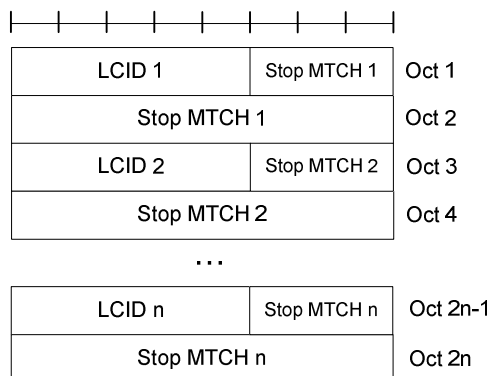 LCID 1 Stop MTCH 1 Oct 1
Stop MTCH 1 Oct 2
LCID 2 Stop MTCH 2 Oct 3
Stop MTCH 2 Oct 4
...
LCID n Stop MTCH n Oct 2n-1
Stop MTCH n Oct 2n